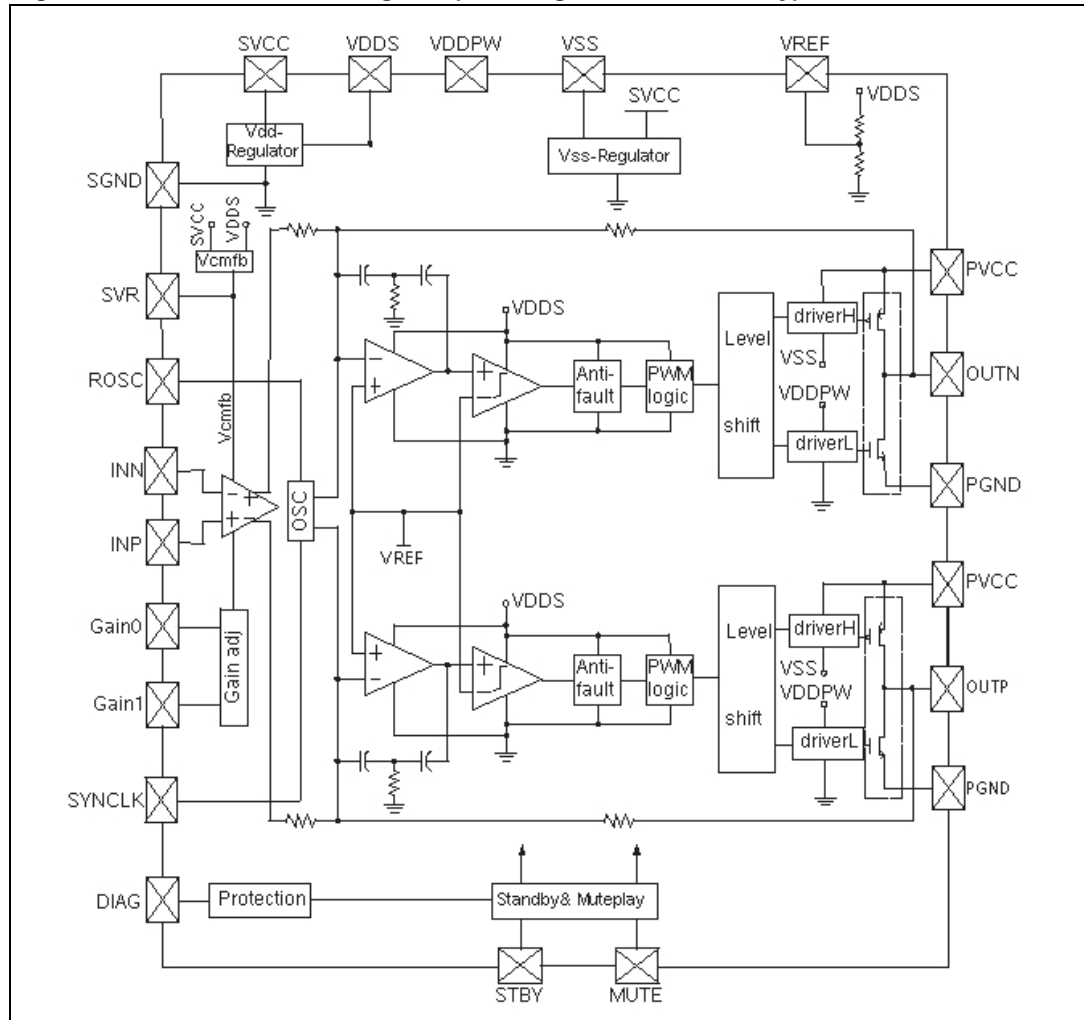 SVCC
VDDS
VDDPW
VSS
VREF
SVCC
VDDS
Vdd-
Regulator
Vss-Regulator
SGND
SVCC
VDDS
Vcmfb
SVR
PVCC
VDDS
driverH
Level
shift
VSS
ROSC
Anti-
fault
PWM
logic
OUTN
VDDPW
Vcmfb
driverL
INN
OSC
PGND
INP
VREF
PVCC
VDDS
Gain0
Level
shift
driverH
Gain adj
Anti-
fault
PWM
logic
VSS
OUTP
VDDPW
Gain1
driverL
SYNCLK
PGND
DIAG
Protection
Standby& Muteplay
STBY
MUTE